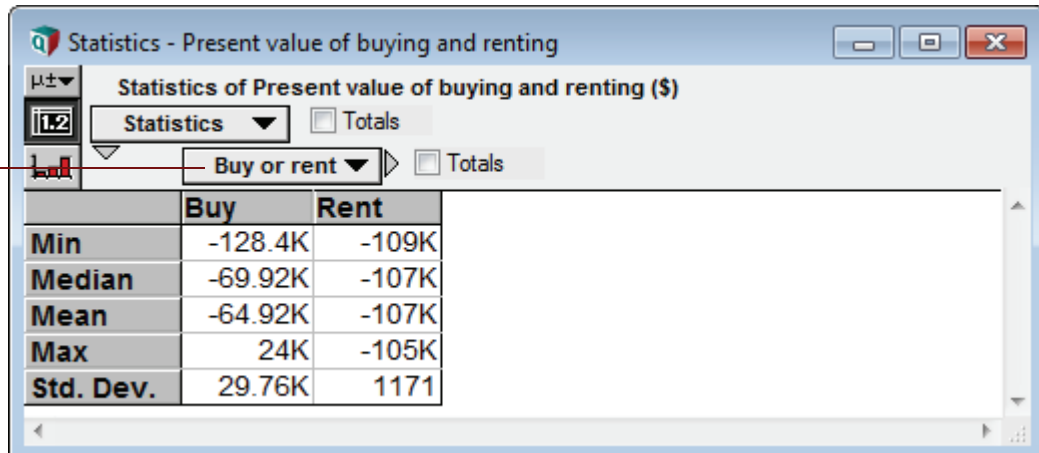 Statistics - Present value of buying and renting
μ±
Statistics of Present value of buying and renting ($)
1.2
Statistics
Totals
Buy or rent
Totals
Buy Rent
Min -128.4K -109K
Median -69.92K -107K
Mean -64.92K -107K
Max 24K -105K
Std. Dev. 29.76K 1171